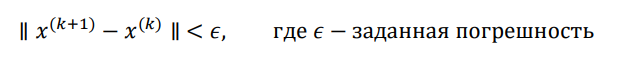 ‖ x^(k+1) − x^(k) ‖ < ϵ, где ϵ − заданная погрешность